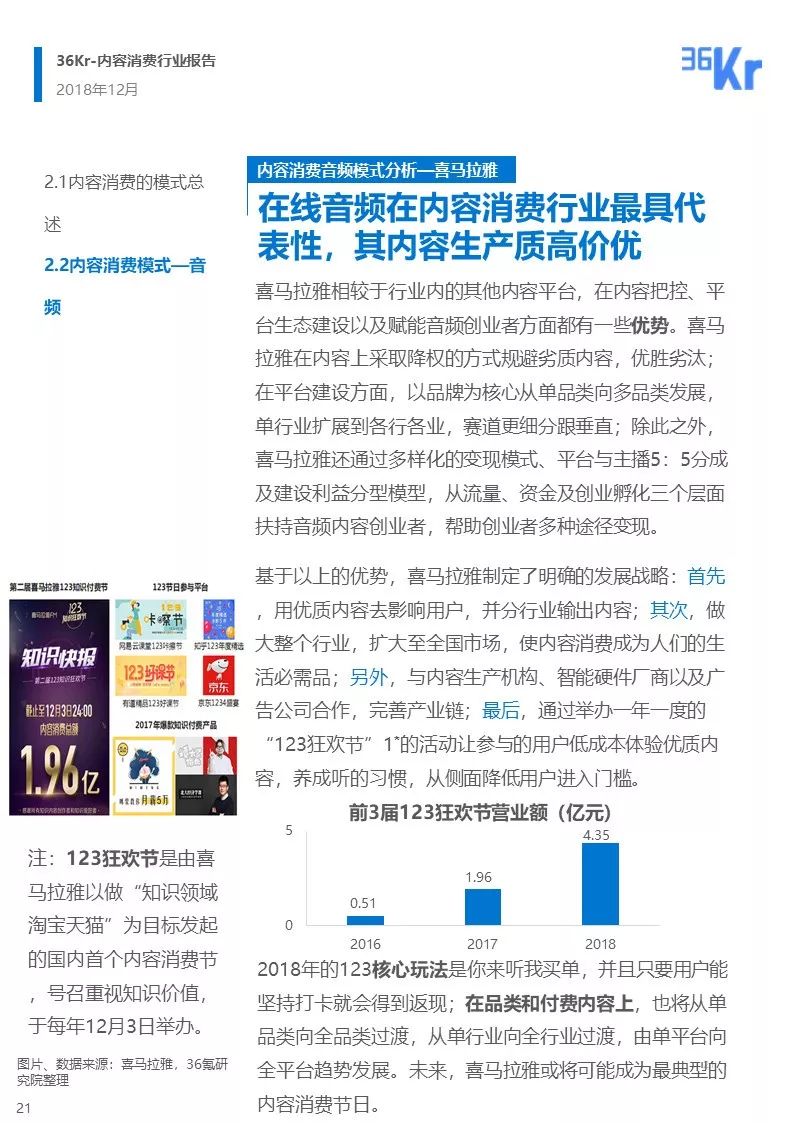 36Kr-内容消费行业报告
2018年12月
36Kr
2.1内容消费的模式总
述
2.2内容消费模式—音
频
内容消费音频模式分析—喜马拉雅
在线音频在内容消费行业最具代
表性，其内容生产质高价优
喜马拉雅相较于行业内的其他内容平台，在内容把控、平
台生态建设以及赋能音频创业者方面都有一些优势。喜马
拉雅在内容上采取降权的方式规避劣质内容，优胜劣汰；
在平台建设方面，以品牌为核心从单品类向多品类发展，
单行业扩展到各行各业，赛道更细分跟垂直；除此之外，
喜马拉雅还通过多样化的变现模式、平台与主播5：5分成
及建设利益分型模型，从流量、资金及创业孵化三个层面
扶持音频内容创业者，帮助创业者多种途径变现。
基于以上的优势，喜马拉雅制定了明确的发展战略：首先
，用优质内容去影响用户，并分行业输出内容；其次，做
大整个行业，扩大至全国市场，使内容消费成为人们的生
活必需品；另外，与内容生产机构、智能硬件厂商以及广
告公司合作，完善产业链；最后，通过举办一年一度的
“123狂欢节”1*的活动让参与的用户低成本体验优质内
容，养成听的习惯，从侧面降低用户进入门槛。
第二届喜马拉雅123知识付费节
喜马拉雅FM
123
知识狂欢节
知识快报
第二届123知识狂欢节
截止至12月3日24:00
内容消费总额
1.96亿
123节日参与平台
网易云课堂123咔嚓节
知乎123年度精选
123好课节
有道精品123好课节
京东
京东1234盛宴
2017年爆款知识付费产品
月薪5万
前3届123狂欢节营业额（亿元）
5
0
0.51
1.96
4.35
2016
2017
2018
注：123狂欢节是由喜
马拉雅以做“知识领域
淘宝天猫”为目标发起
的国内首个内容消费节
，号召重视知识价值，
于每年12月3日举办。
图片、数据来源：喜马拉雅，36氪研
究院整理
2018年的123核心玩法是你来听我买单，并且只要用户能
坚持打卡就会得到返现；在品类和付费内容上，也将从单
品类向全品类过渡，从单行业向全行业过渡，由单平台向
全平台趋势发展。未来，喜马拉雅或将可能成为最典型的
内容消费节日。
21